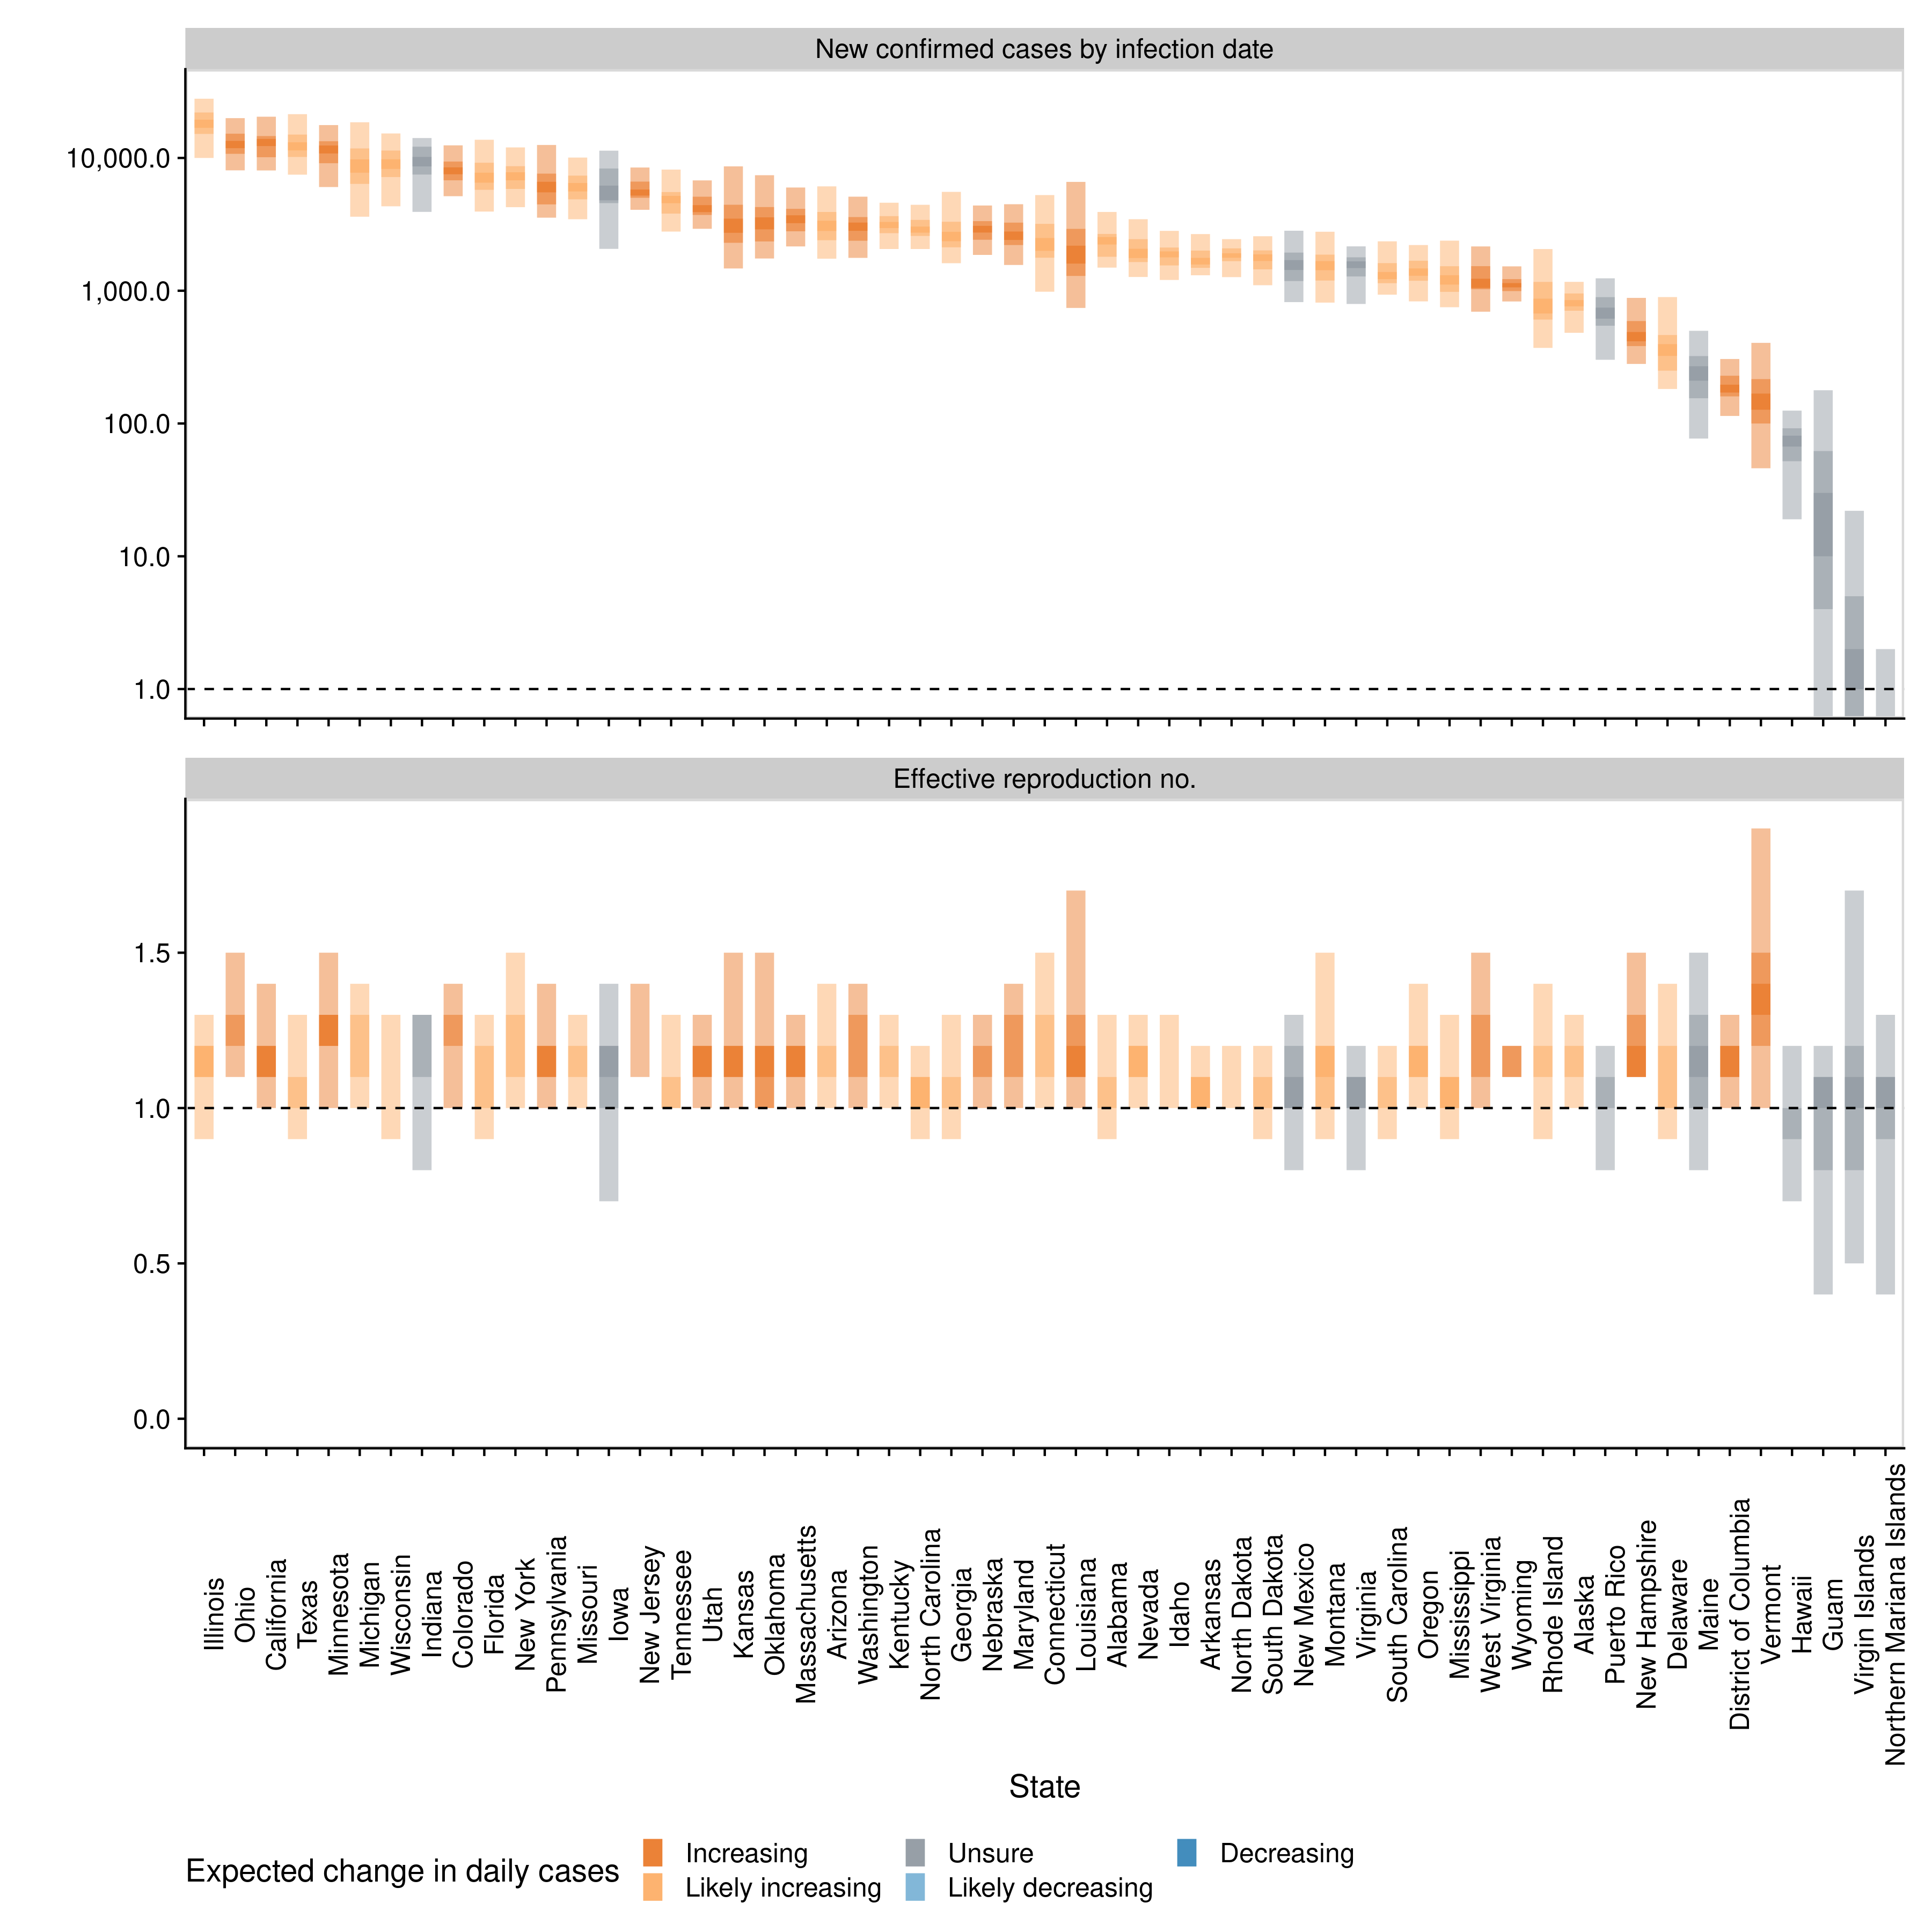 New confirmed cases by infection date
10,000.0
1,000.0
100.0
10.0
1.0
Effective reproduction no.
1.5
1.0
0.5
0.0
Illinois
Ohio
California
Texas
Minnesota
Michigan
Wisconsin
Indiana
Colorado
Florida
New York
Pennsylvania
Missouri
Iowa
New Jersey
Tennessee
Utah
Kansas
Oklahoma
Massachusetts
Arizona
Washington
Kentucky
North Carolina
Georgia
Nebraska
Maryland
Connecticut
Louisiana
Alabama
Nevada
Idaho
Arkansas
North Dakota
South Dakota
New Mexico
Montana
Virginia
South Carolina
Oregon
Mississippi
West Virginia
Wyoming
Rhode Island
Alaska
Puerto Rico
New Hampshire
Delaware
Maine
District of Columbia
Vermont
Hawaii
Guam
Virgin Islands
Northern Mariana Islands
State
Expected change in daily cases
Increasing
Likely increasing
Unsure
Likely decreasing
Decreasing